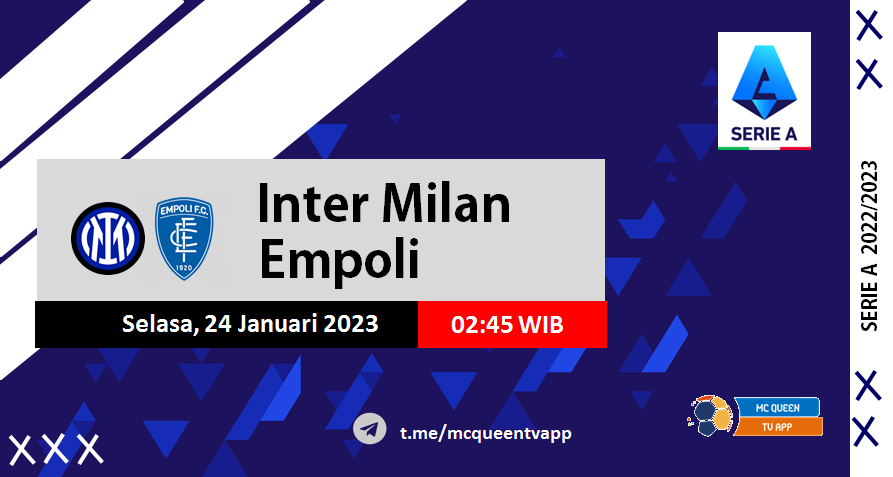 SERIE A
Inter Milan
Empoli
EMPOLI F.C.
1920
Selasa, 24 Januari 2023
02:45 WIB
SERIE A 2022/2023
t.me/mcqueentvapp
MC QUEEN
TV APP
XXX